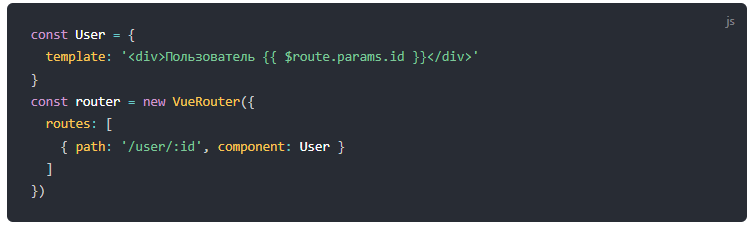 js
const User = {
  template: '<div>Пользователь {{ $route.params.id }}</div>'
}
const router = new VueRouter({
  routes: [
    { path: '/user/:id', component: User }
  ]
})